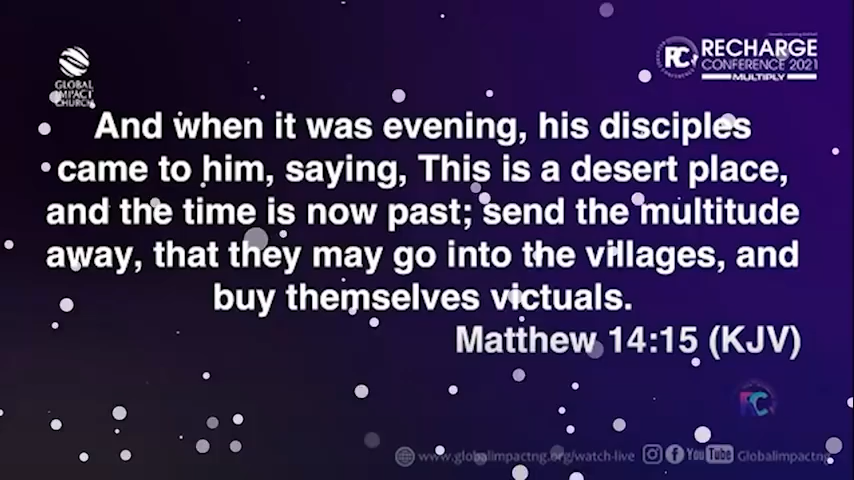 GLOBAL
IMPACT
CHURCH
RC
RECHARGE
CONFERENCE 2021
MULTIPLY
And when it was evening, his disciples
came to him, saying, This is a desert place,
and the time is now past; send the multitude
away, that they may go into the villages, and
buy themselves victuals.
Matthew 14:15 (KJV)
RC
www.globalimpactng.org/watch-live YouTube Globalimpactng